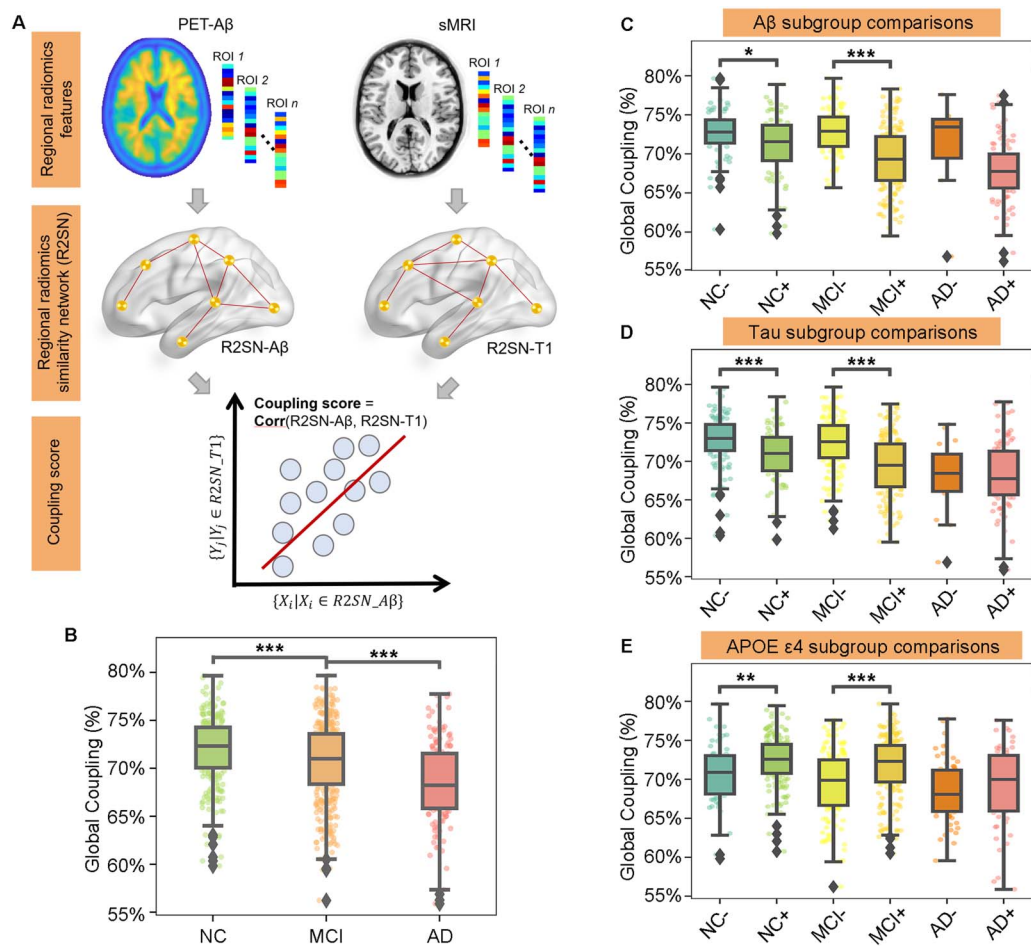 A
Regional radiomics
features
PET-Aβ
ROI 1
ROI 2
ROI n
sMRI
ROI 1
ROI 2
ROI n
Regional radiomics
similarity network (R2SN)
R2SN-Aβ
R2SN-T1
Coupling score
Coupling score =
Corr(R2SN-Aβ, R2SN-T1)
{Y_j|Y_j ∈ R2SN_T1}
{X_i|X_i ∈ R2SN_Aβ}
B
Global Coupling (%)
80%
75%
70%
65%
60%
55%
***
***
NC
MCI
AD
C
Aβ subgroup comparisons
Global Coupling (%)
80%
75%
70%
65%
60%
55%
*
***
NC-
NC+
MCI-
MCI+
AD-
AD+
D
Tau subgroup comparisons
Global Coupling (%)
80%
75%
70%
65%
60%
55%
***
***
NC-
NC+
MCI-
MCI+
AD-
AD+
E
APOE ε4 subgroup comparisons
Global Coupling (%)
80%
75%
70%
65%
60%
55%
**
***
NC-
NC+
MCI-
MCI+
AD-
AD+